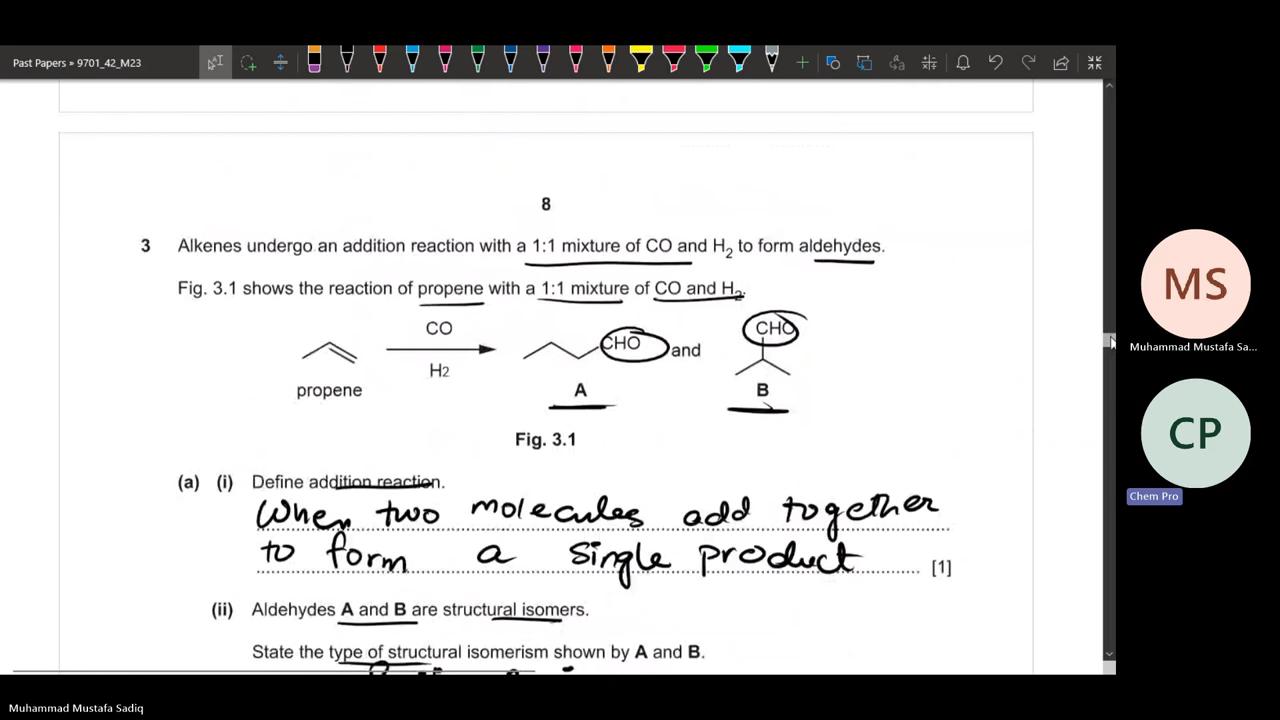 Past Papers » 9701_42_M23
8
3 Alkenes undergo an addition reaction with a 1:1 mixture of CO and H2 to form aldehydes.
Fig. 3.1 shows the reaction of propene with a 1:1 mixture of CO and H2.
CO
H2
propene
CHO
and
CHO
A
B
Fig. 3.1
(a) (i) Define addition reaction.
When two molecules add together
to form a single product
[1]
(ii) Aldehydes A and B are structural isomers.
State the type of structural isomerism shown by A and B.
MS
Muhammad Mustafa Sa...
CP
Chem Pro
Muhammad Mustafa Sadiq